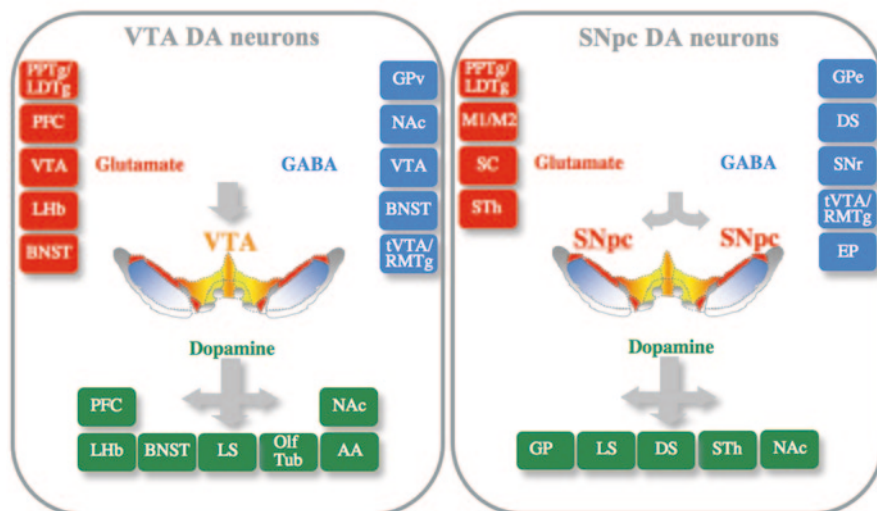 VTA DA neurons
PPTg/
LDTg
PFC
VTA
LHb
BNST
Glutamate
GABA
GPv
NAc
VTA
BNST
tVTA/
RMTg
VTA
Dopamine
PFC
NAc
LHb
BNST
LS
Olf
Tub
AA
SNpc DA neurons
PPTg/
LDTg
M1/M2
SC
STh
Glutamate
GABA
GPe
DS
SNr
tVTA/
RMTg
EP
SNpc
SNpc
Dopamine
GP
LS
DS
STh
NAc